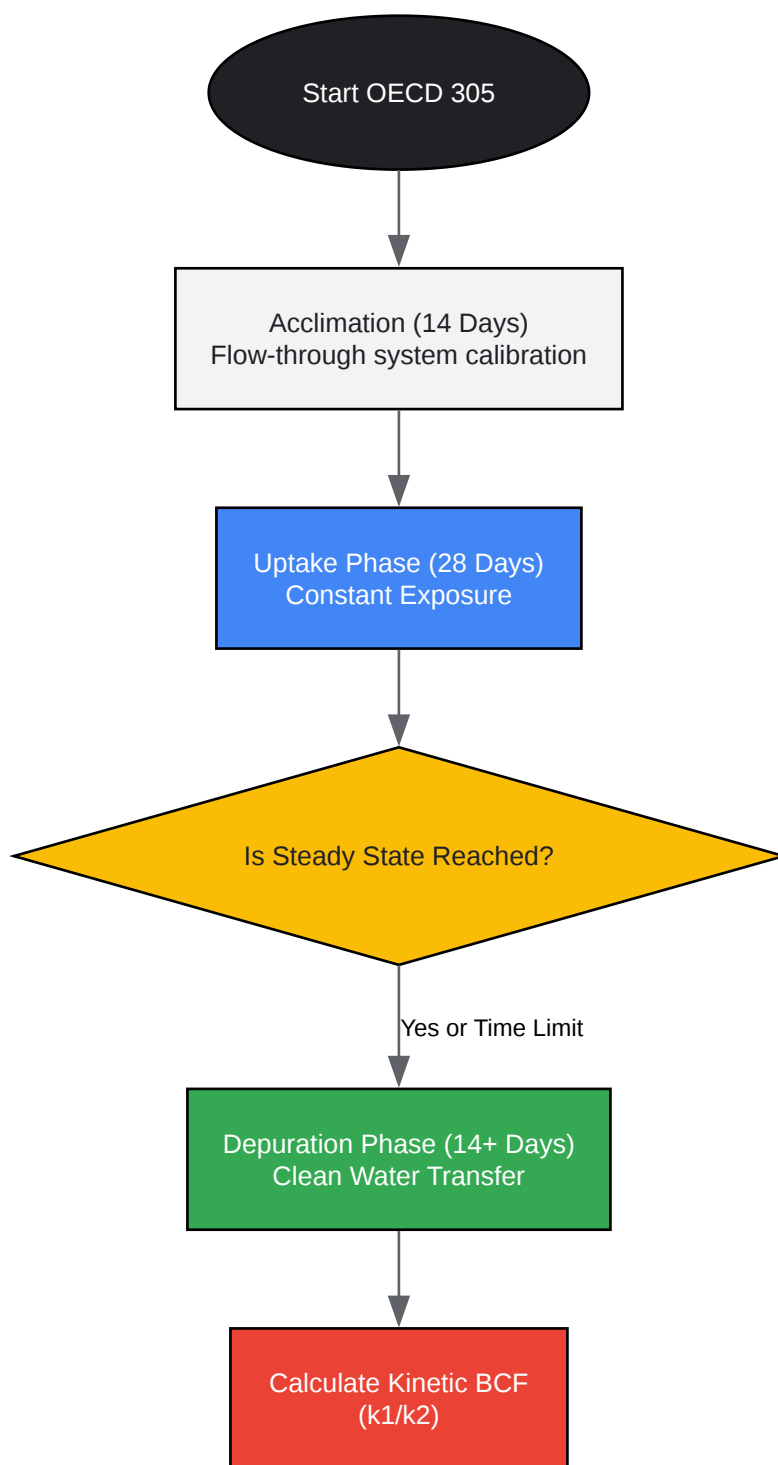 Start OECD 305
Acclimation (14 Days)
Flow-through system calibration
Uptake Phase (28 Days)
Constant Exposure
Is Steady State Reached?
Yes or Time Limit
Depuration Phase (14+ Days)
Clean Water Transfer
Calculate Kinetic BCF
(k1/k2)